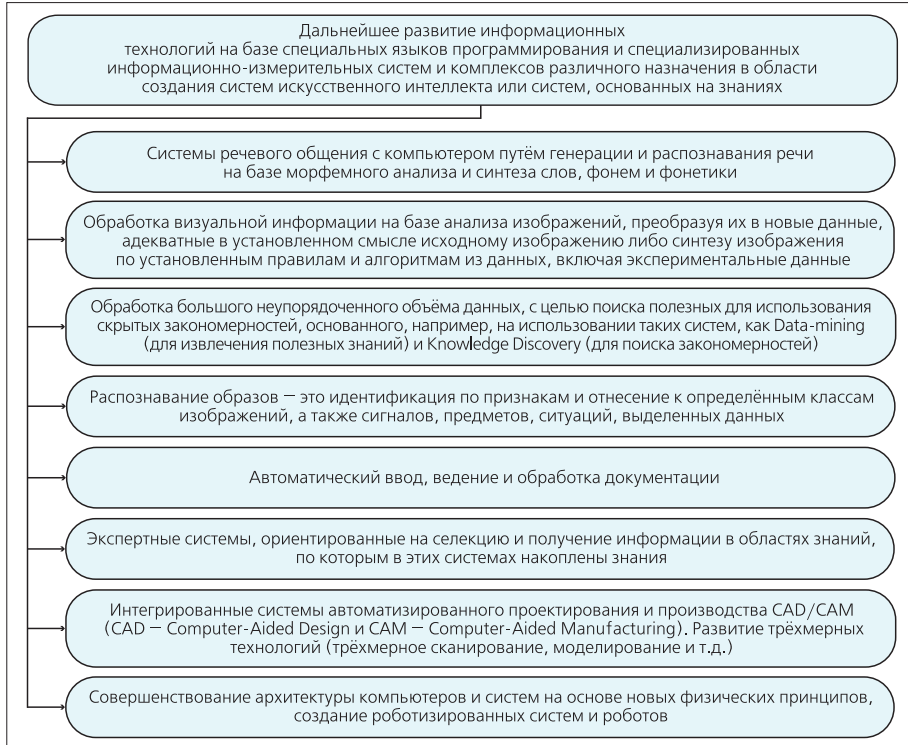 Дальнейшее развитие информационных
технологий на базе специальных языков программирования и специализированных
информационно-измерительных систем и комплексов различного назначения в области
создания систем искусственного интеллекта или систем, основанных на знаниях
Системы речевого общения с компьютером путём генерации и распознавания речи
на базе морфемного анализа и синтеза слов, фонем и фонетики
Обработка визуальной информации на базе анализа изображений, преобразуя их в новые данные,
адекватные в установленном смысле исходному изображению либо синтезу изображения
по установленным правилам и алгоритмам из данных, включая экспериментальные данные
Обработка большого неупорядоченного объёма данных, с целью поиска полезных для использования
скрытых закономерностей, основанного, например, на использовании таких систем, как Data-mining
(для извлечения полезных знаний) и Knowledge Discovery (для поиска закономерностей)
Распознавание образов — это идентификация по признакам и отнесение к определённым классам
изображений, а также сигналов, предметов, ситуаций, выделенных данных
Автоматический ввод, ведение и обработка документации
Экспертные системы, ориентированные на селекцию и получение информации в областях знаний,
по которым в этих системах накоплены знания
Интегрированные системы автоматизированного проектирования и производства CAD/CAM
(CAD — Computer-Aided Design и CAM — Computer-Aided Manufacturing). Развитие трёхмерных
технологий (трёхмерное сканирование, моделирование и т.д.)
Совершенствование архитектуры компьютеров и систем на основе новых физических принципов,
создание роботизированных систем и роботов